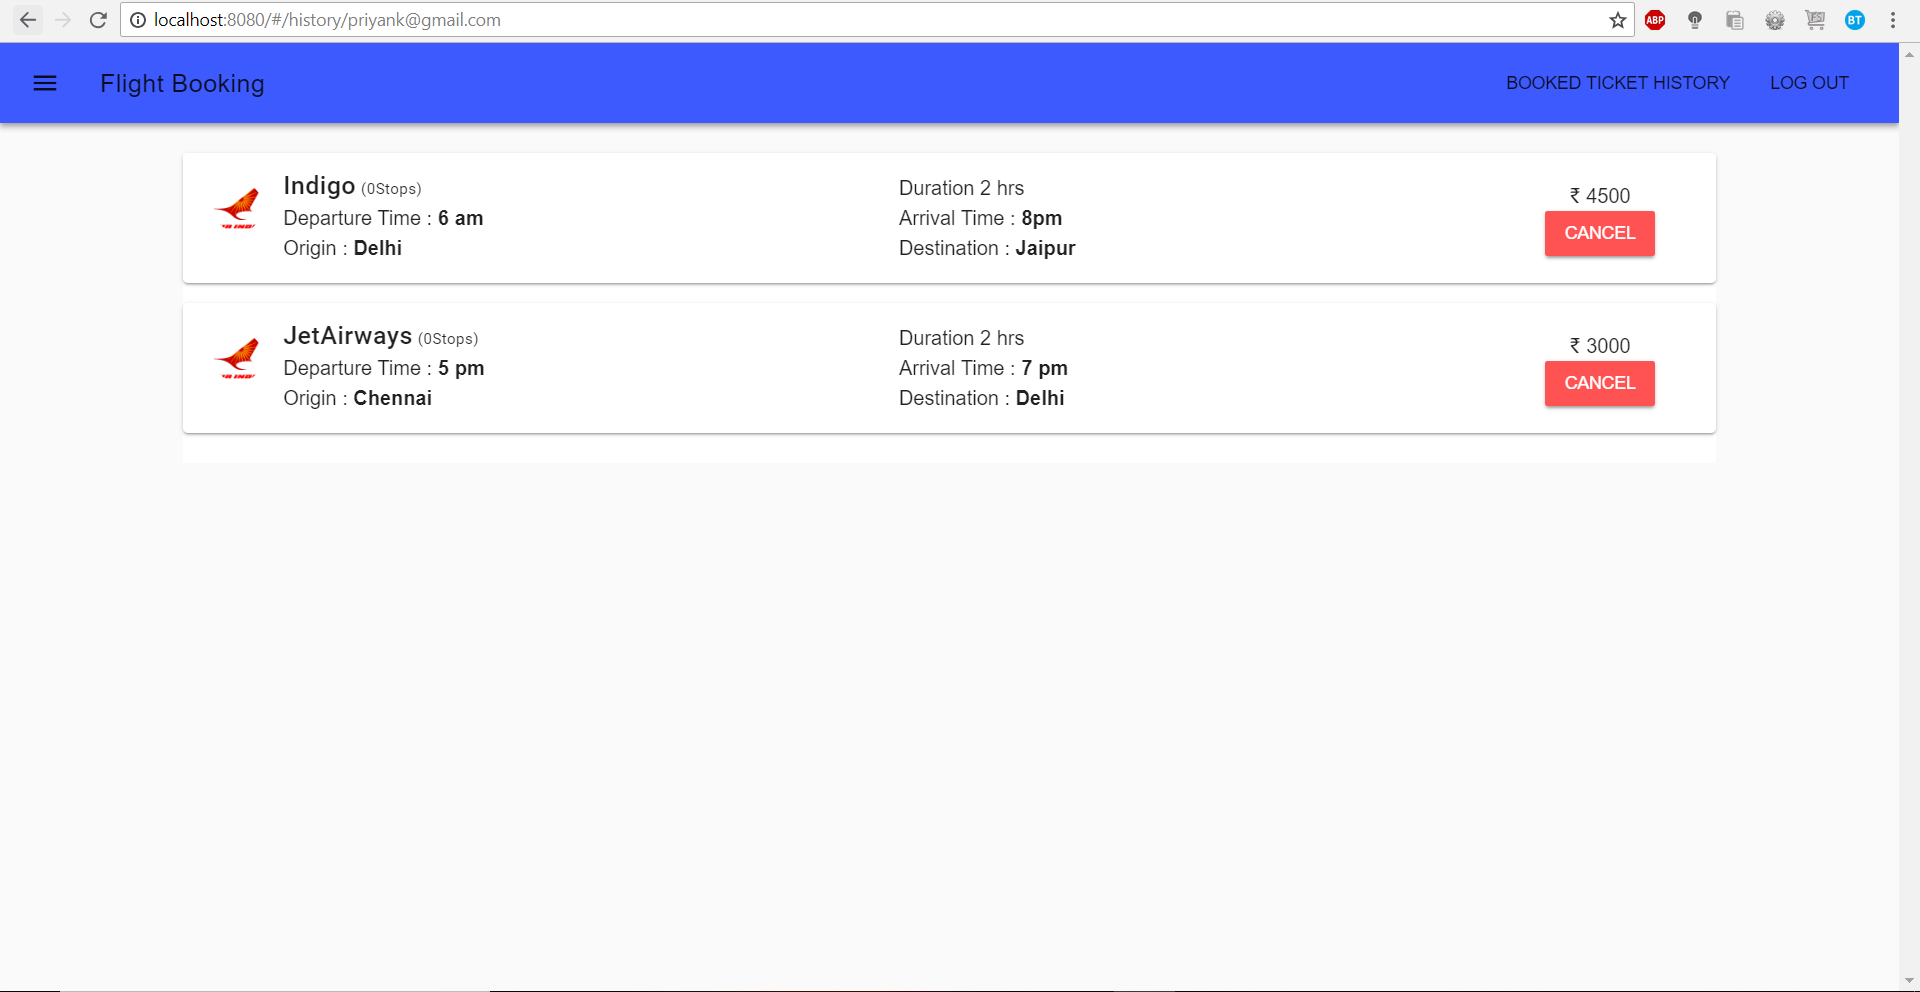 localhost:8080/#/history/priyank@gmail.com
ABP
BT
Flight Booking
BOOKED TICKET HISTORY
LOG OUT
Indigo (0Stops)
Departure Time : 6 am
Origin : Delhi
Duration 2 hrs
Arrival Time : 8pm
Destination : Jaipur
₹ 4500
CANCEL
JetAirways (0Stops)
Departure Time : 5 pm
Origin : Chennai
Duration 2 hrs
Arrival Time : 7 pm
Destination : Delhi
₹ 3000
CANCEL